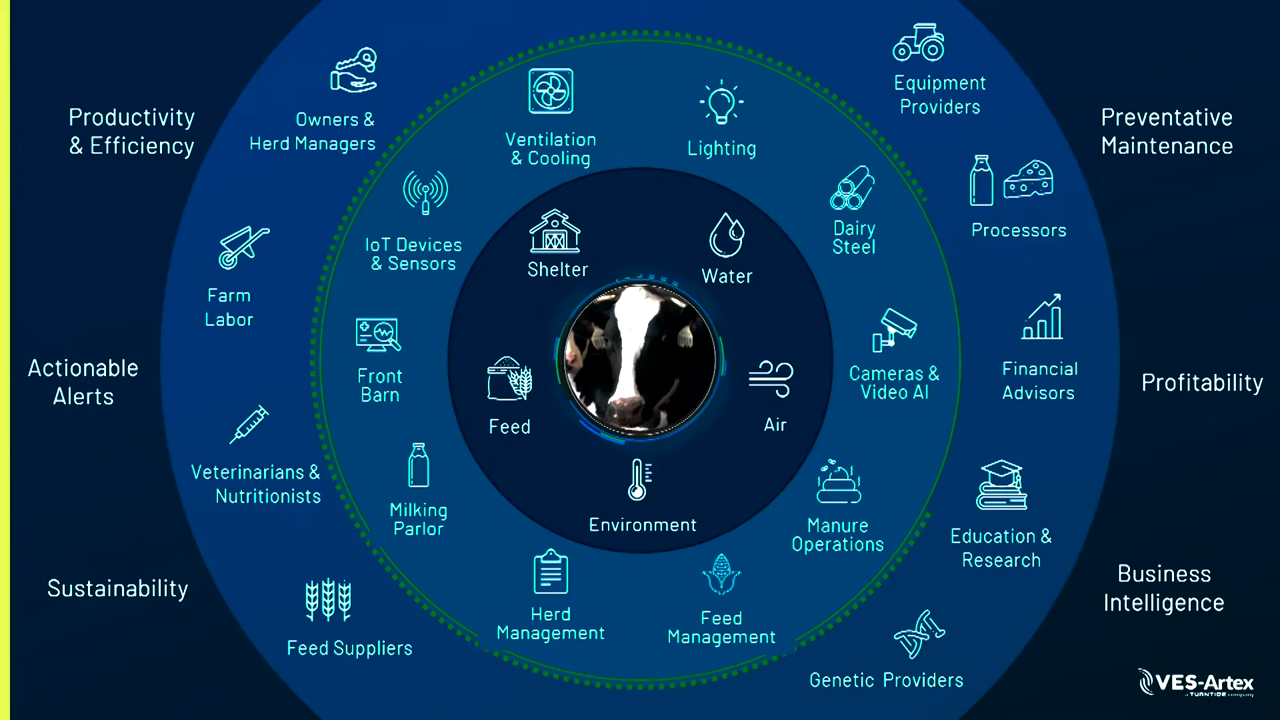 Productivity
& Efficiency
Actionable
Alerts
Sustainability
Owners &
Herd Managers
Farm
Labor
Veterinarians &
Nutritionists
Feed Suppliers
Ventilation
& Cooling
Lighting
IoT Devices
& Sensors
Dairy
Steel
Front
Barn
Cameras &
Video AI
Milking
Parlor
Manure
Operations
Herd
Management
Feed
Management
Shelter
Water
Feed
Air
Environment
Equipment
Providers
Processors
Financial
Advisors
Education &
Research
Genetic Providers
Preventative
Maintenance
Profitability
Business
Intelligence
VES-Artex
a TURNTIDE company